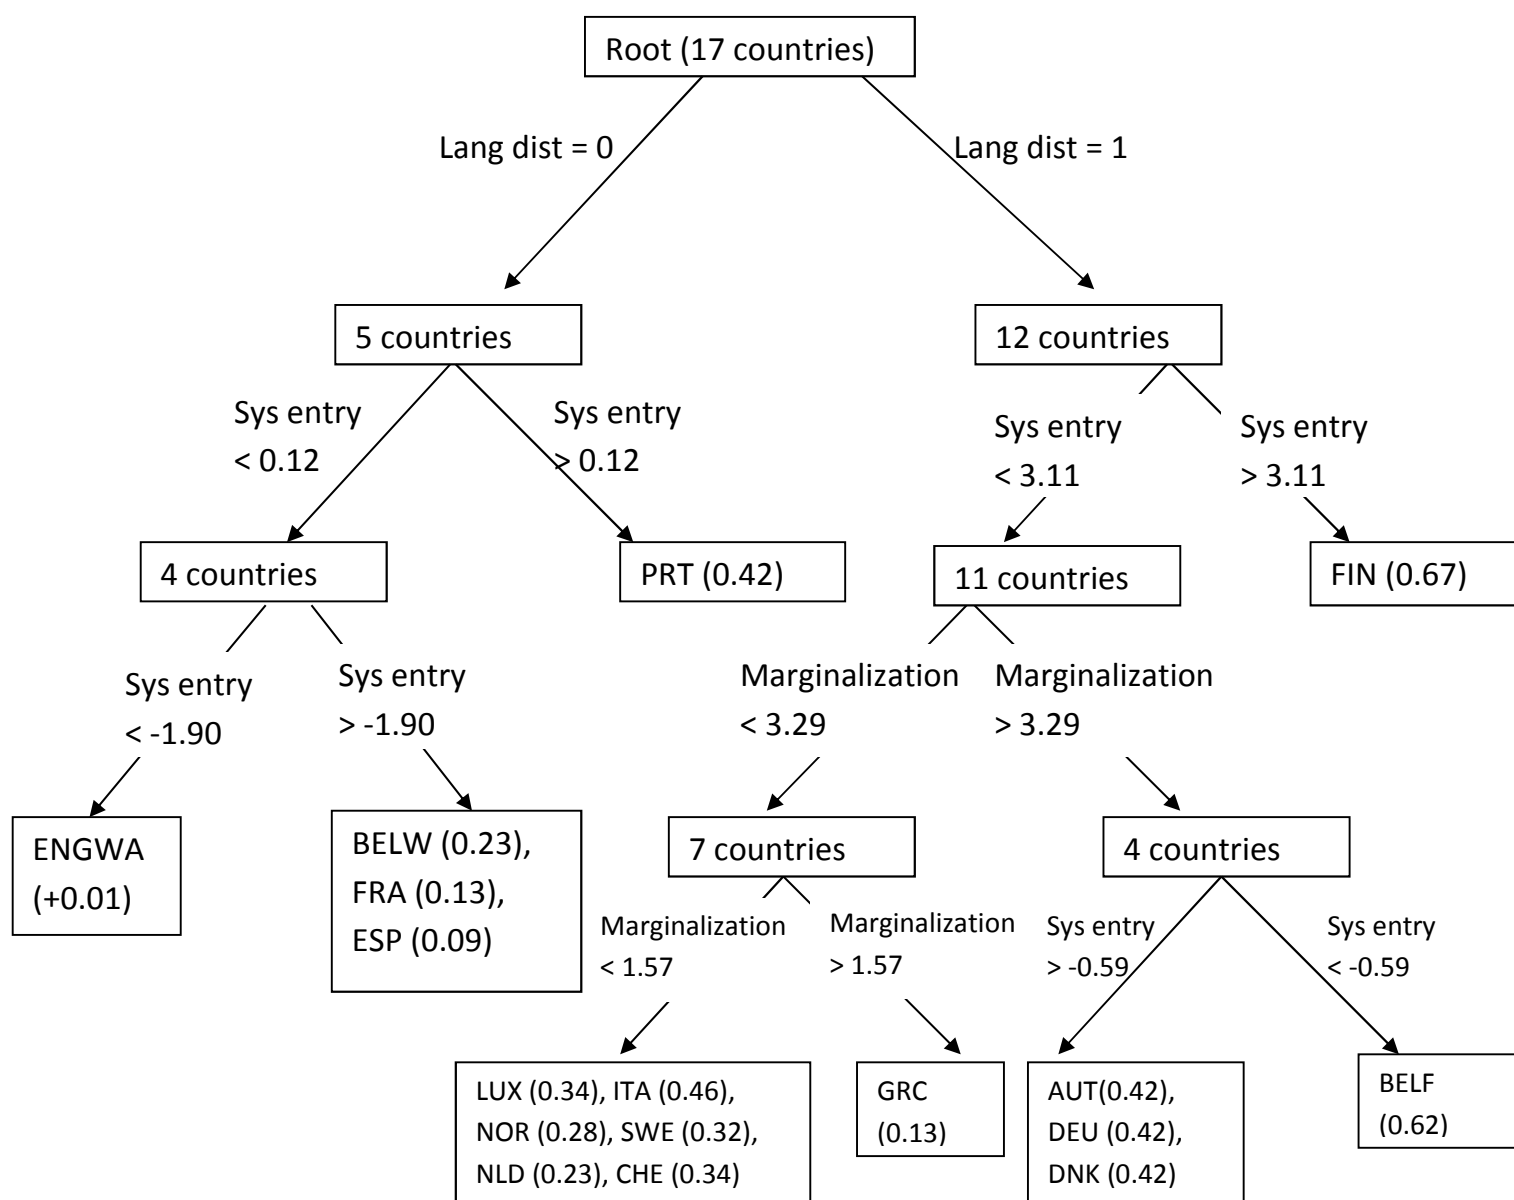 Root (17 countries)
Lang dist = 0
Lang dist = 1
5 countries
12 countries
Sys entry
< 0.12
Sys entry
> 0.12
Sys entry
< 3.11
Sys entry
> 3.11
4 countries
PRT (0.42)
11 countries
FIN (0.67)
Sys entry
< -1.90
Sys entry
> -1.90
Marginalization
< 3.29
Marginalization
> 3.29
ENGWA
(+0.01)
BELW (0.23),
FRA (0.13),
ESP (0.09)
7 countries
4 countries
Marginalization
< 1.57
Marginalization
> 1.57
Sys entry
> -0.59
Sys entry
< -0.59
LUX (0.34), ITA (0.46),
NOR (0.28), SWE (0.32),
NLD (0.23), CHE (0.34)
GRC
(0.13)
AUT(0.42),
DEU (0.42),
DNK (0.42)
BELF
(0.62)